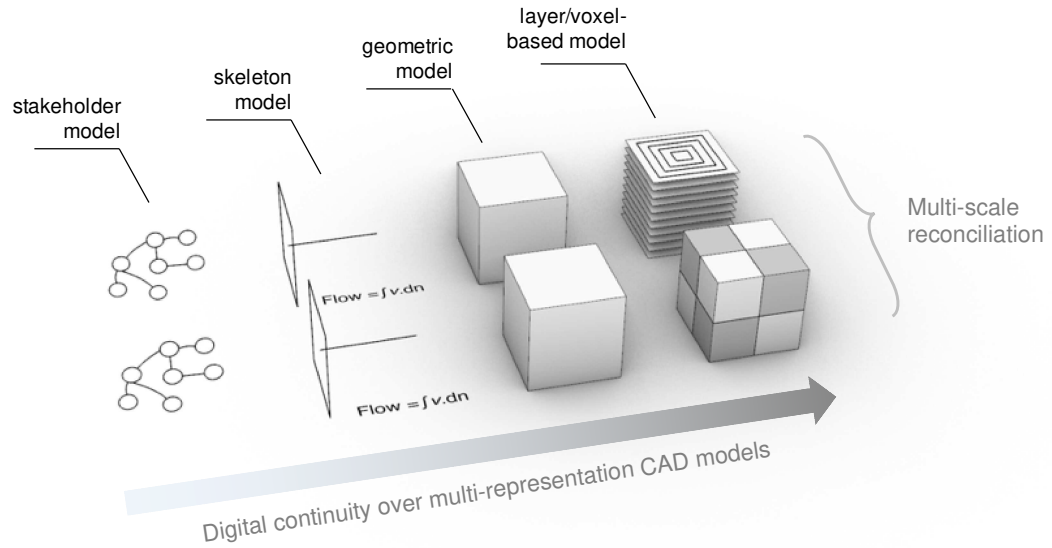 layer/voxel-
based model
geometric
model
skeleton
model
stakeholder
model
Multi-scale
reconciliation
Flow =∫v.dn
Flow =∫v.dn
Digital continuity over multi-representation CAD models